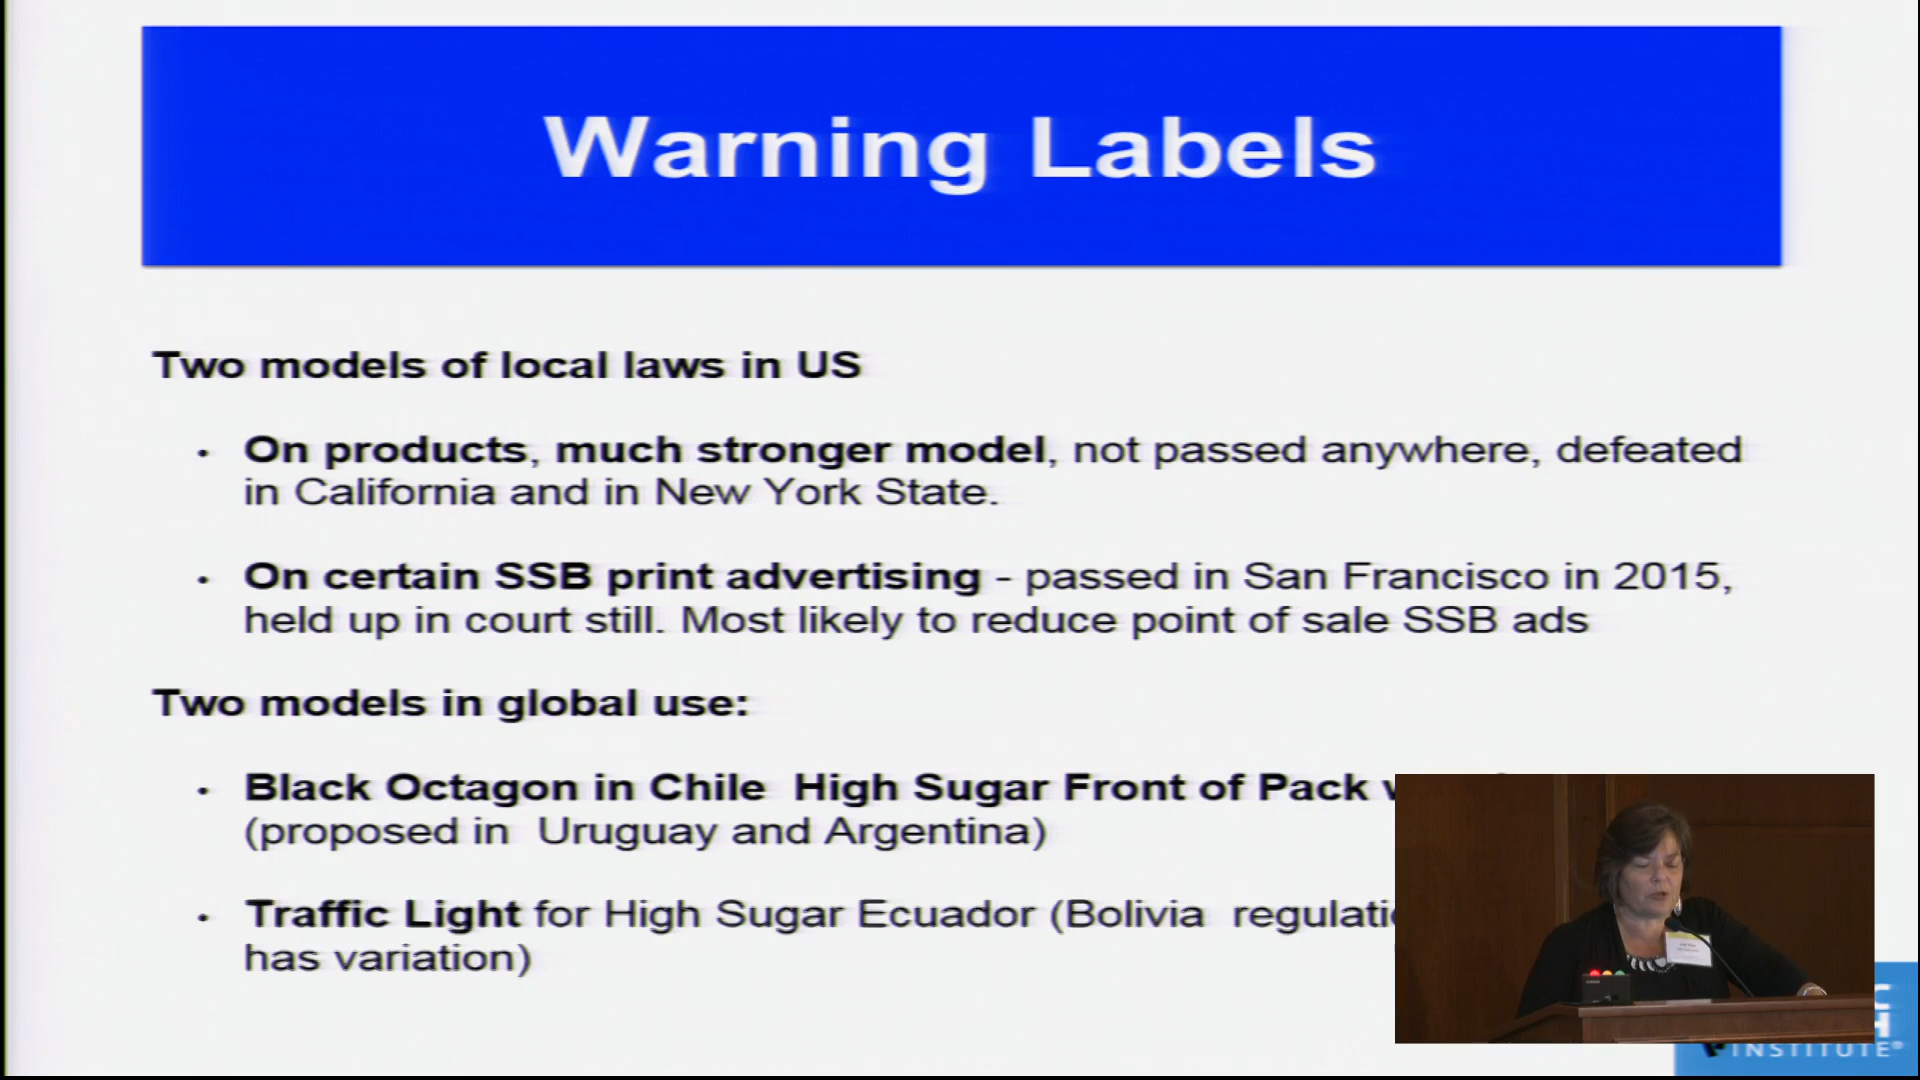 Warning Labels
Two models of local laws in US
• On products, much stronger model, not passed anywhere, defeated
in California and in New York State.
• On certain SSB print advertising - passed in San Francisco in 2015,
held up in court still. Most likely to reduce point of sale SSB ads
Two models in global use:
• Black Octagon in Chile  High Sugar Front of Pack
(proposed in  Uruguay and Argentina)
• Traffic Light for High Sugar Ecuador (Bolivia
has variation)
INSTITUTE®